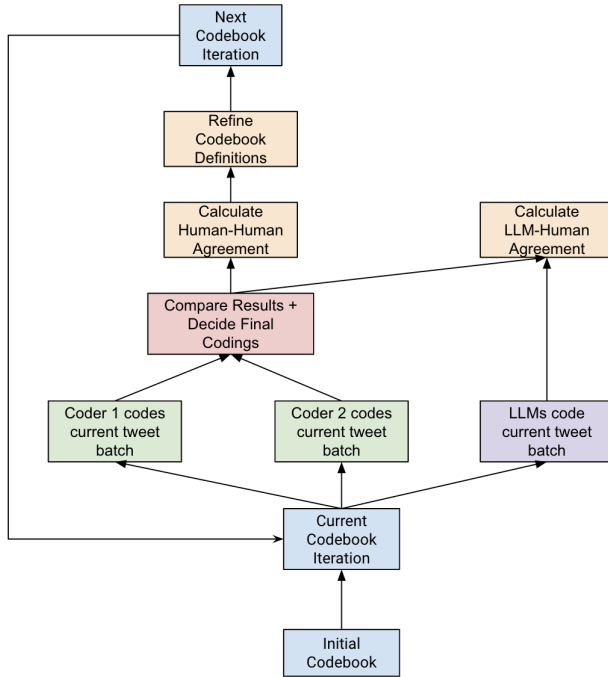 Next
Codebook
Iteration
Refine
Codebook
Definitions
Calculate
Human-Human
Agreement
Calculate
LLM-Human
Agreement
Compare Results +
Decide Final
Codings
Coder 1 codes
current tweet
batch
Coder 2 codes
current tweet
batch
LLMs code
current tweet
batch
Current
Codebook
Iteration
Initial
Codebook